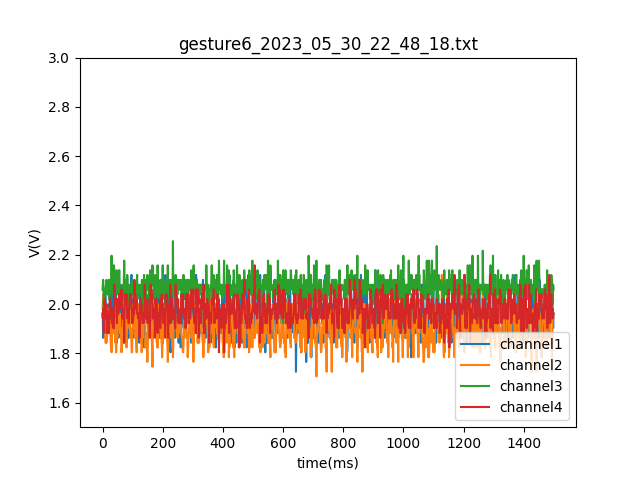 gesture6_2023_05_30_22_48_18.txt
3.0
2.8
2.6
2.4
2.2
2.0
1.8
1.6
V(V)
channel1
channel2
channel3
channel4
0 200 400 600 800 1000 1200 1400
time(ms)